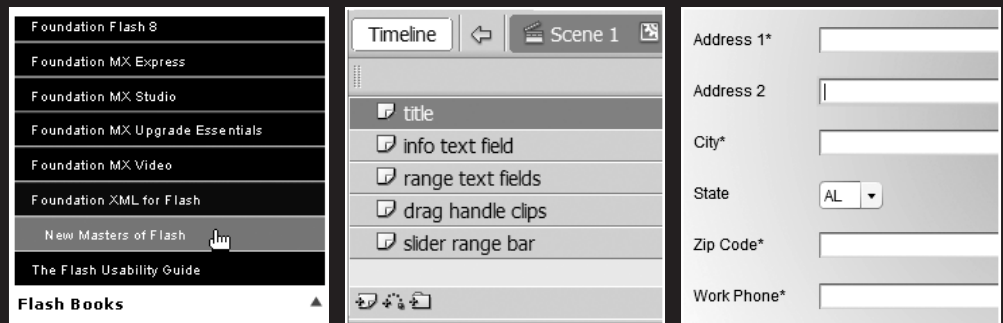 Foundation Flash 8
Foundation MX Express
Foundation MX Studio
Foundation MX Upgrade Essentials
Foundation MX Video
Foundation XML for Flash
New Masters of Flash
The Flash Usability Guide
Flash Books
Timeline
Scene 1
title
info text field
range text fields
drag handle clips
slider range bar
Address 1*
Address 2
City*
State
AL
Zip Code*
Work Phone*